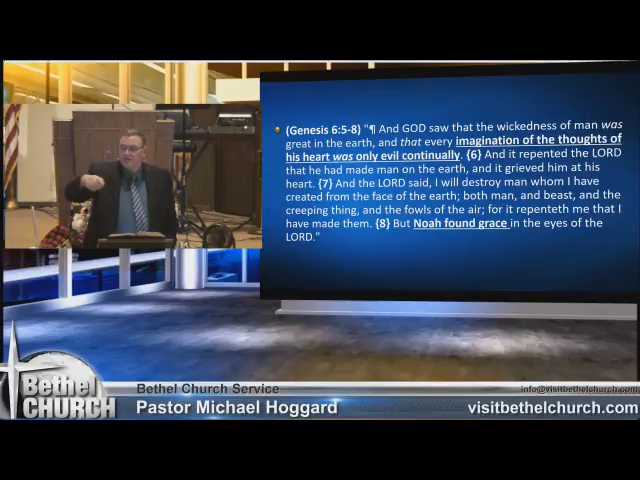 (Genesis 6:5-8) "¶ And GOD saw that the wickedness of man was
great in the earth, and that every imagination of the thoughts of
his heart was only evil continually. {6} And it repented the LORD
that he had made man on the earth, and it grieved him at his
heart. {7} And the LORD said, I will destroy man whom I have
created from the face of the earth; both man, and beast, and the
creeping thing, and the fowls of the air; for it repenteth me that I
have made them. {8} But Noah found grace in the eyes of the
LORD."
Bethel
CHURCH
Bethel Church Service
Pastor Michael Hoggard
info@visitbethelchurch.com
visitbethelchurch.com